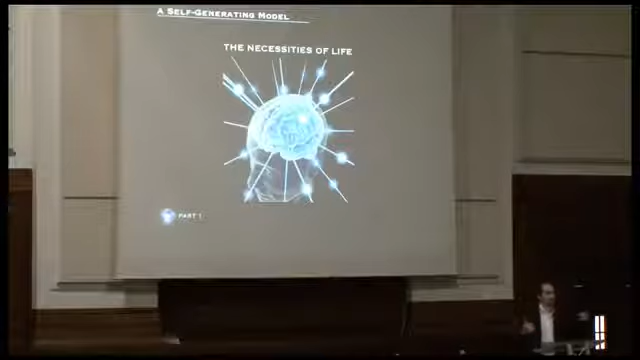 A Self-Generating Model
THE NECESSITIES OF LIFE
PART 1